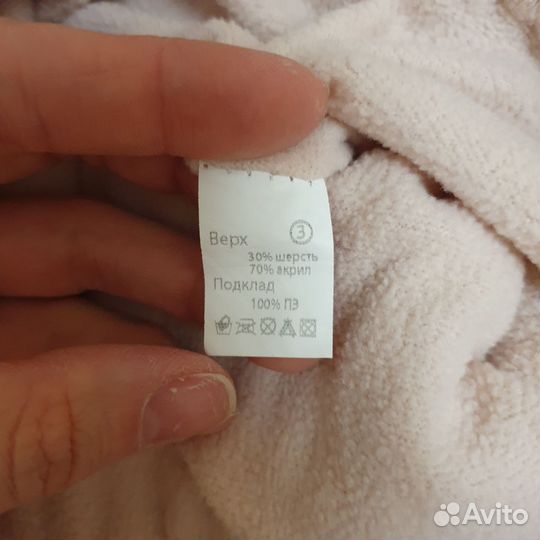 Верх 3
30% шерсть
70% акрил
Подклад
100% ПЭ
Avito